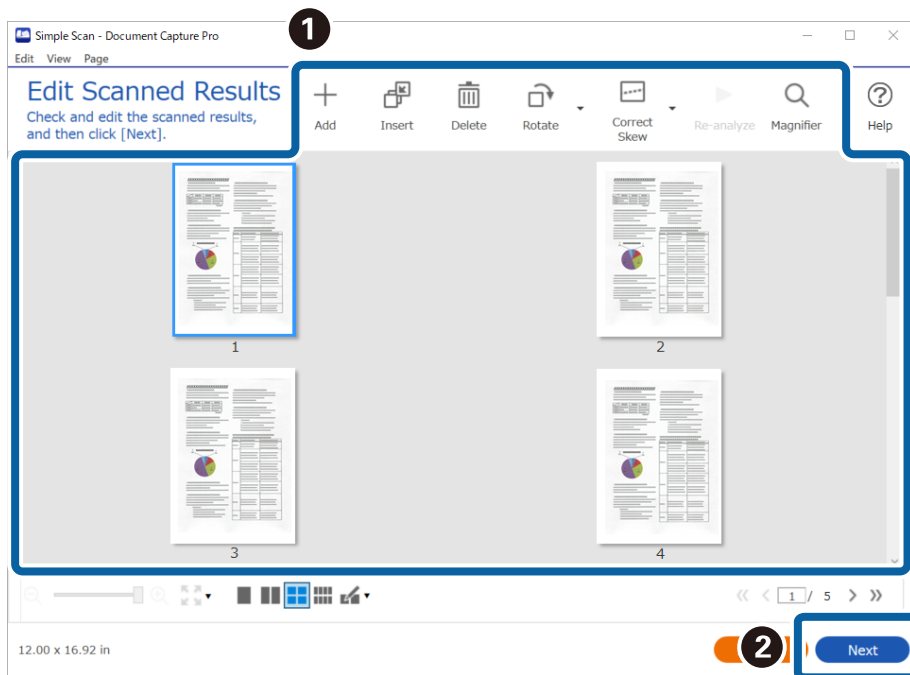 Simple Scan - Document Capture Pro
1
Edit View Page
Edit Scanned Results
Check and edit the scanned results,
and then click [Next].
Add
Insert
Delete
Rotate
Correct
Skew
Re-analyze
Magnifier
Help
1
2
3
4
1 / 5
12.00 x 16.92 in
2
Next